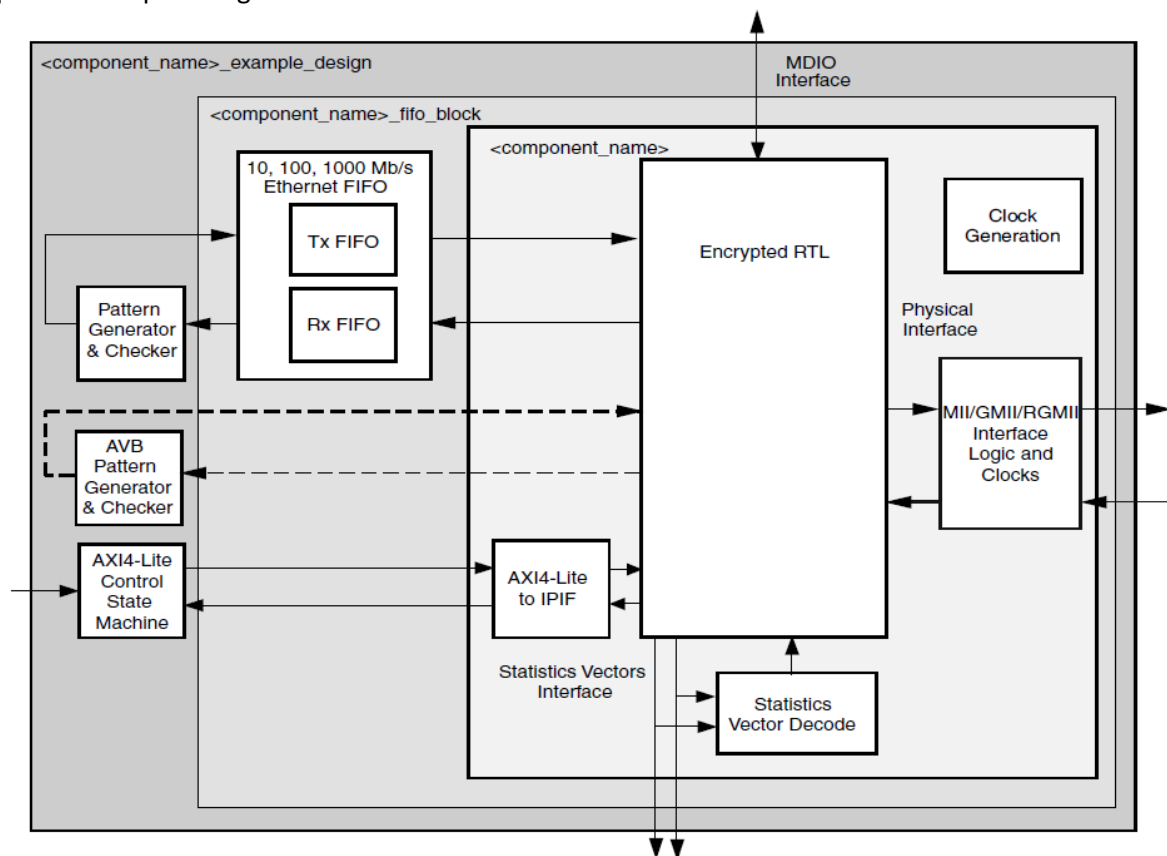 <component_name>_example_design
MDIO
Interface
<component_name>_fifo_block
<component_name>
10, 100, 1000 Mb/s
Ethernet FIFO
Tx FIFO
Rx FIFO
Encrypted RTL
Clock
Generation
Pattern
Generator
& Checker
Physical
Interface
MII/GMII/RGMII
Interface
Logic and
Clocks
AVB
Pattern
Generator
& Checker
AXI4-Lite
Control
State
Machine
AXI4-Lite
to IPIF
Statistics Vectors
Interface
Statistics
Vector Decode